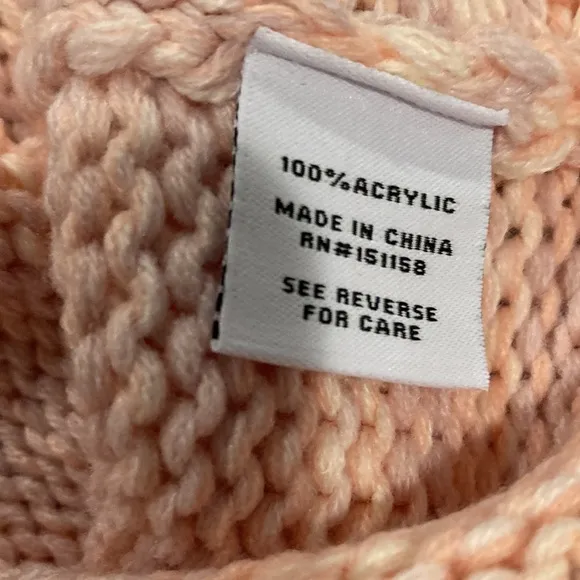 100%ACRYLIC
MADE IN CHINA
RN#151158
SEE REVERSE
FOR CARE